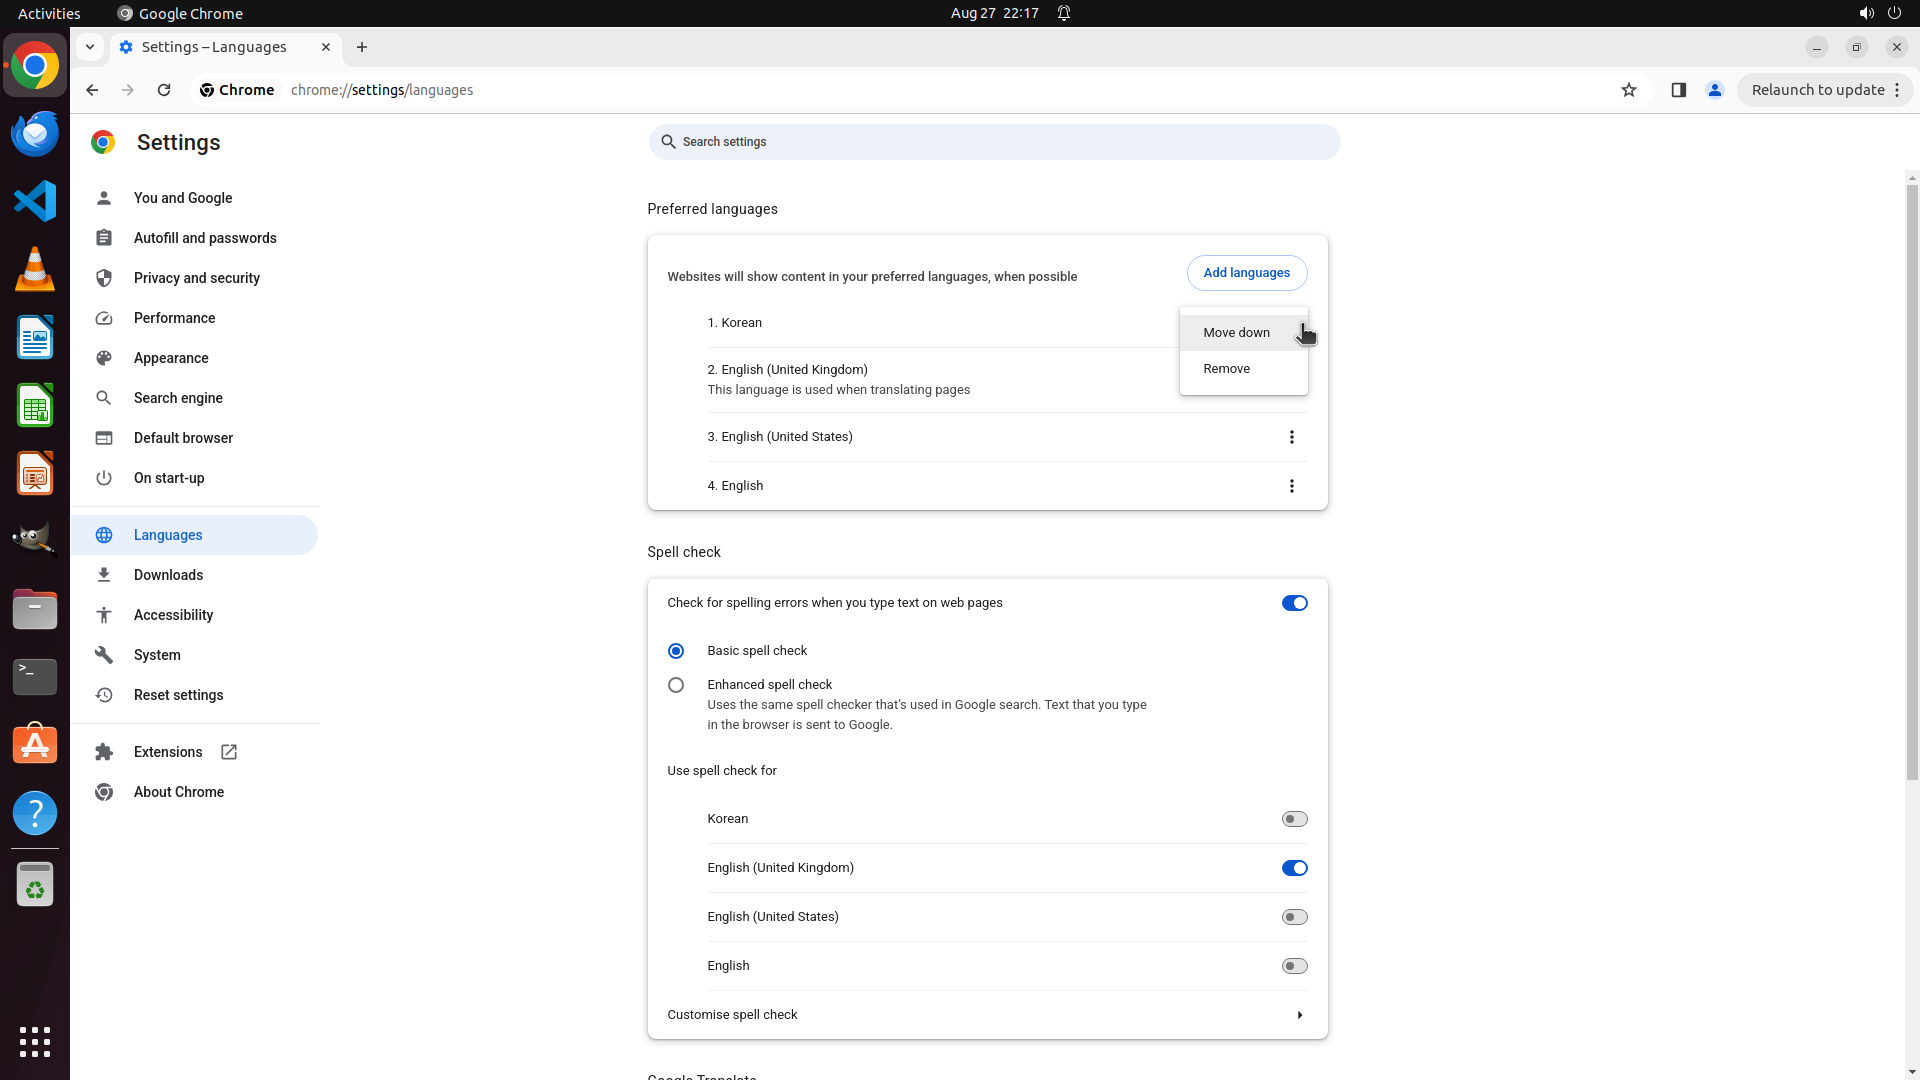 Activities
Google Chrome
Aug 27 22:17
Settings – Languages
Chrome
chrome://settings/languages
Relaunch to update
Settings
Search settings
You and Google
Autofill and passwords
Privacy and security
Performance
Appearance
Search engine
Default browser
On start-up
Languages
Downloads
Accessibility
System
Reset settings
Extensions
About Chrome
Preferred languages
Websites will show content in your preferred languages, when possible
Add languages
1. Korean
Move down
Remove
2. English (United Kingdom)
This language is used when translating pages
3. English (United States)
4. English
Spell check
Check for spelling errors when you type text on web pages
Basic spell check
Enhanced spell check
Uses the same spell checker that's used in Google search. Text that you type
in the browser is sent to Google.
Use spell check for
Korean
English (United Kingdom)
English (United States)
English
Customise spell check
Google Translate